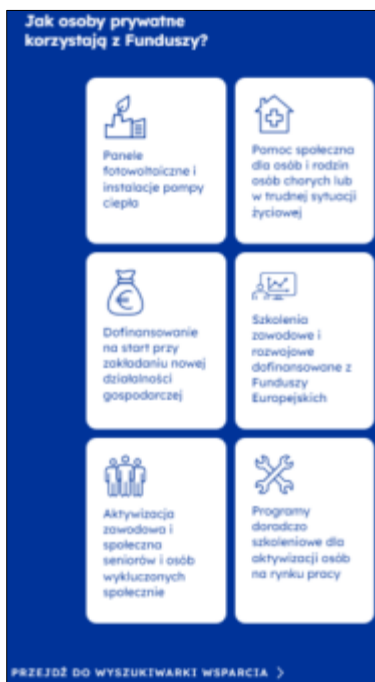 Jak osoby prywatne
korzystają z Funduszy?
Panele
fotowoltaiczne i
instalacje pompy
ciepła
Pomoc społeczna
dla osób i rodzin
osób chorych lub
w trudnej sytuacji
życiowej
Dofinansowanie
na start przy
zakładaniu nowej
działalności
gospodarczej
Szkolenia
zawodowe i
rozwojowe
dofinansowane z
Funduszy
Europejskich
Aktywizacja
zawodowa i
społeczna
seniorów i osób
wykluczonych
społecznie
Programy
doradczo
szkoleniowe dla
aktywizacji osób
na rynku pracy
PRZEJDŹ DO WYSZUKIWARKI WSPARCIA